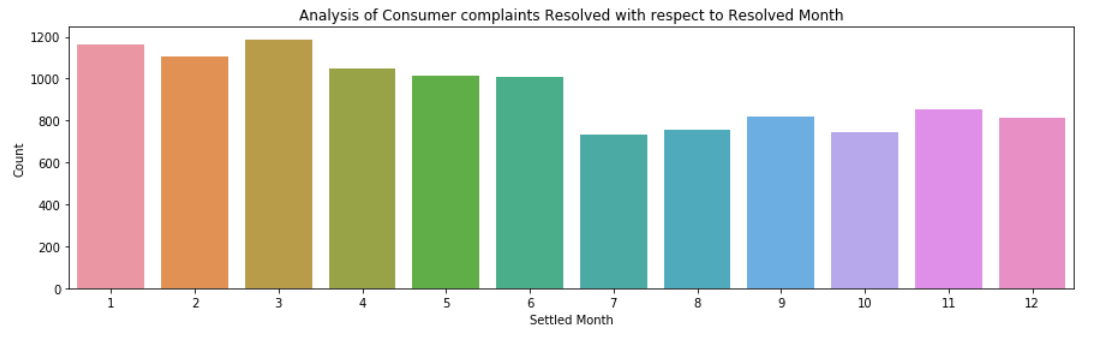 Analysis of Consumer complaints Resolved with respect to Resolved Month
1200
1000
800
600
400
200
0
Count
1 2 3 4 5 6 7 8 9 10 11 12
Settled Month